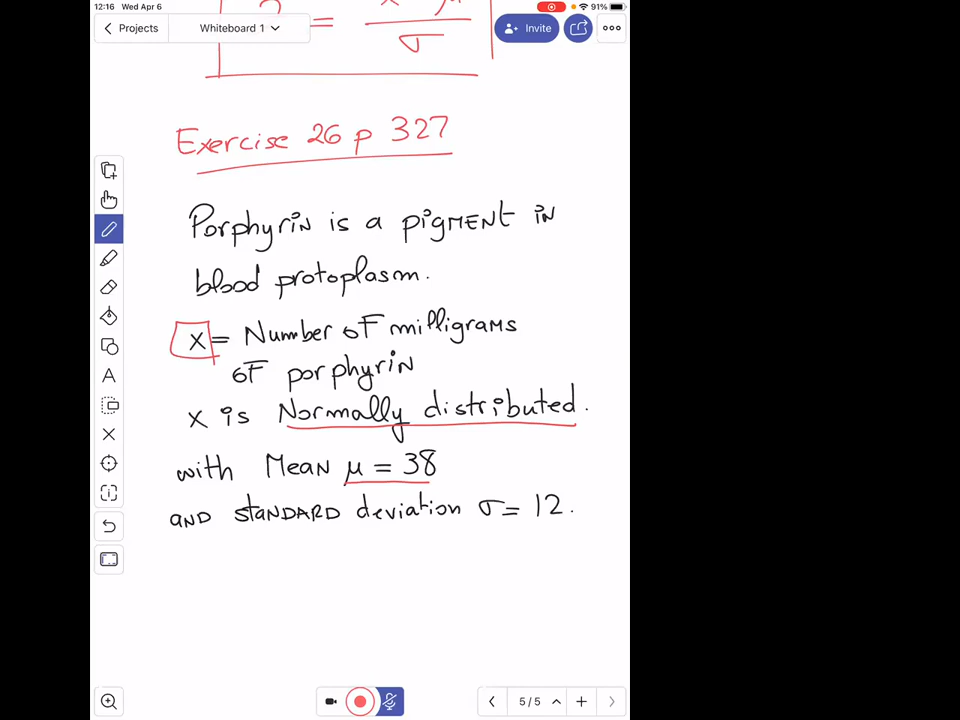 12:16 Wed Apr 6
91%
Projects
Whiteboard 1
Invite
=
σ
Exercise 26 p 327
Porphyrin is a pigment in
blood protoplasm.
x = Number of milligrams
of porphyrin
x is Normally distributed.
with Mean μ = 38
and standard deviation σ = 12.
A
5/5